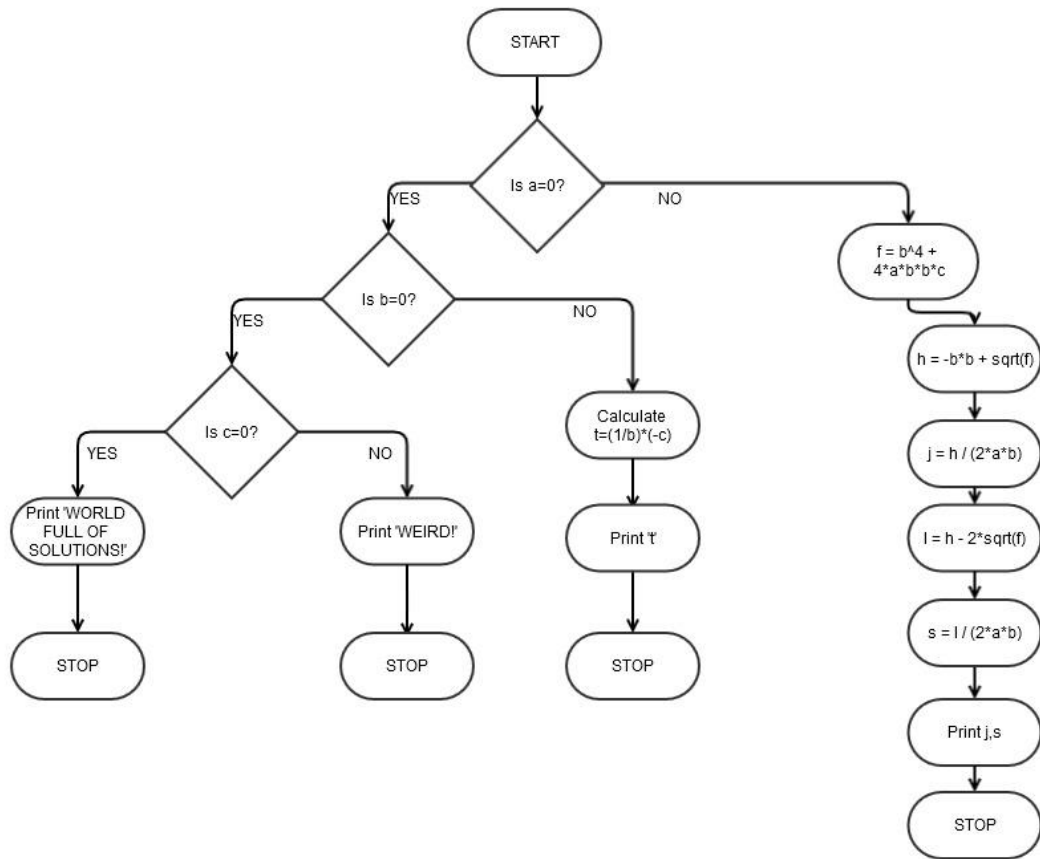 START
Is a=0?
YES
NO
f = b^4 +
4*a*b*b*c
Is b=0?
YES
NO
h = -b*b + sqrt(f)
Is c=0?
YES
NO
Calculate
t=(1/b)*(-c)
j = h / (2*a*b)
Print 'WORLD
FULL OF
SOLUTIONS!'
Print 'WEIRD!'
Print 't'
l = h - 2*sqrt(f)
STOP
STOP
STOP
s = l / (2*a*b)
Print j,s
STOP